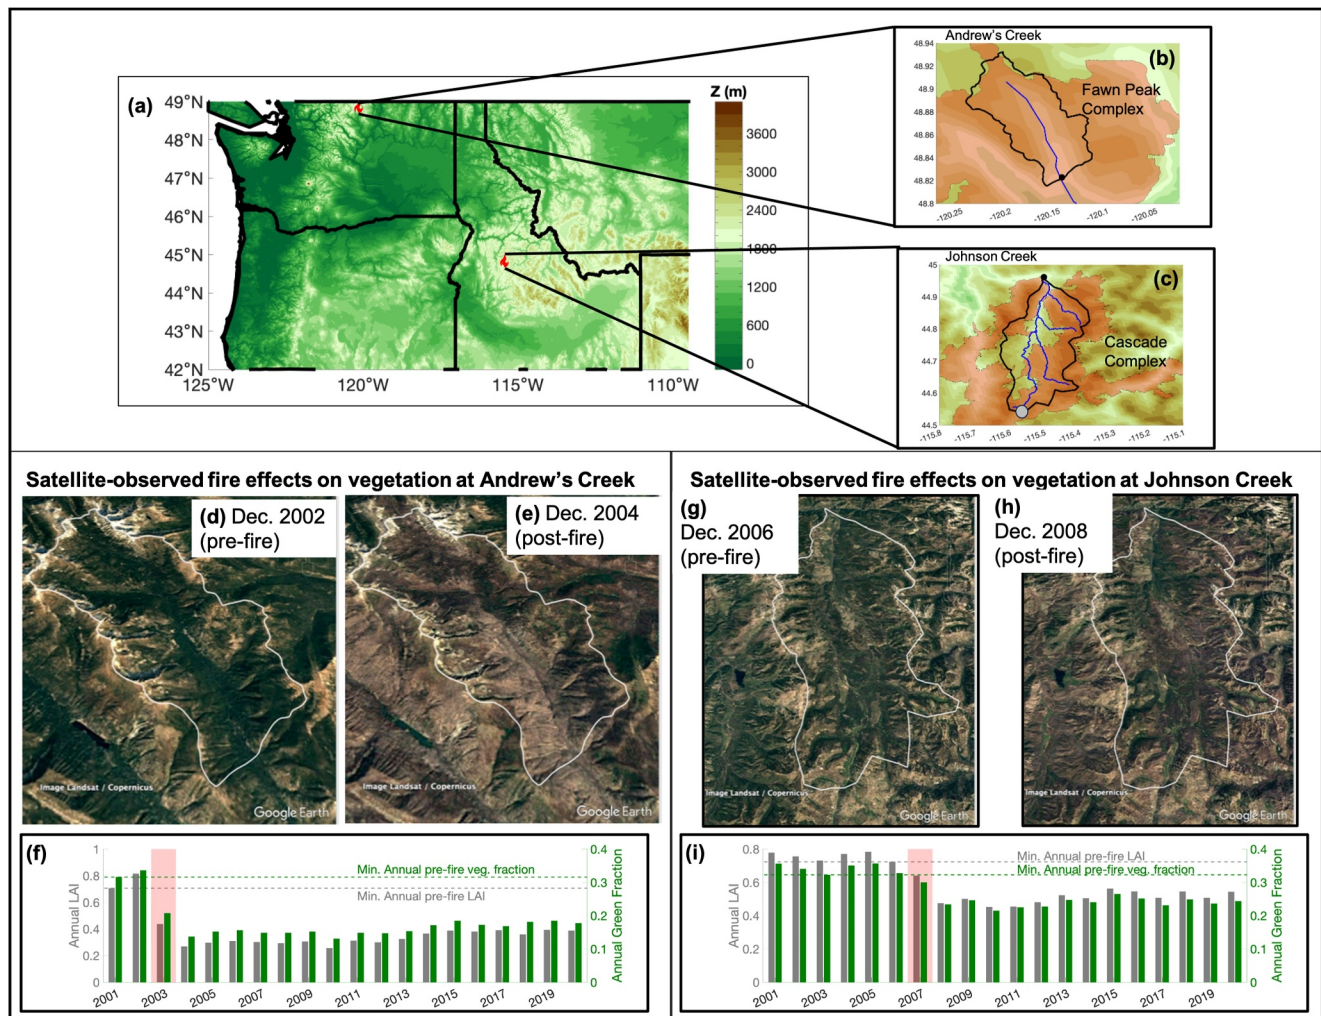 (a)
49°N
48°N
47°N
46°N
45°N
44°N
43°N
42°N
125°W
120°W
115°W
110°W
Z (m)
3600
3000
2400
1800
1200
600
0
Andrew's Creek
(b)
Fawn Peak
Complex
48.94
48.92
48.9
48.88
48.86
48.84
48.82
48.8
-120.25
-120.2
-120.15
-120.1
-120.05
Johnson Creek
(c)
Cascade
Complex
45
44.9
44.8
44.7
44.6
44.5
-115.8
-115.7
-115.6
-115.5
-115.4
-115.3
-115.2
-115.1
Satellite-observed fire effects on vegetation at Andrew's Creek
(d) Dec. 2002
(pre-fire)
Image Landsat / Copernicus
Google Earth
(e) Dec. 2004
(post-fire)
Image Landsat / Copernicus
Google Earth
(f)
Annual LAI
1
0.8
0.6
0.4
0.2
0
Min. Annual pre-fire veg. fraction
Min. Annual pre-fire LAI
0.4
0.3
0.2
0.1
0
Annual Green Fraction
2001
2003
2005
2007
2009
2011
2013
2015
2017
2019
Satellite-observed fire effects on vegetation at Johnson Creek
(g)
Dec. 2006
(pre-fire)
Image Landsat / Copernicus
Google Earth
(h)
Dec. 2008
(post-fire)
Image Landsat / Copernicus
Google Earth
(i)
Annual LAI
0.8
0.6
0.4
0.2
0
Min. Annual pre-fire LAI
Min. Annual pre-fire veg. fraction
0.4
0.3
0.2
0.1
0
Annual Green Fraction
2001
2003
2005
2007
2009
2011
2013
2015
2017
2019